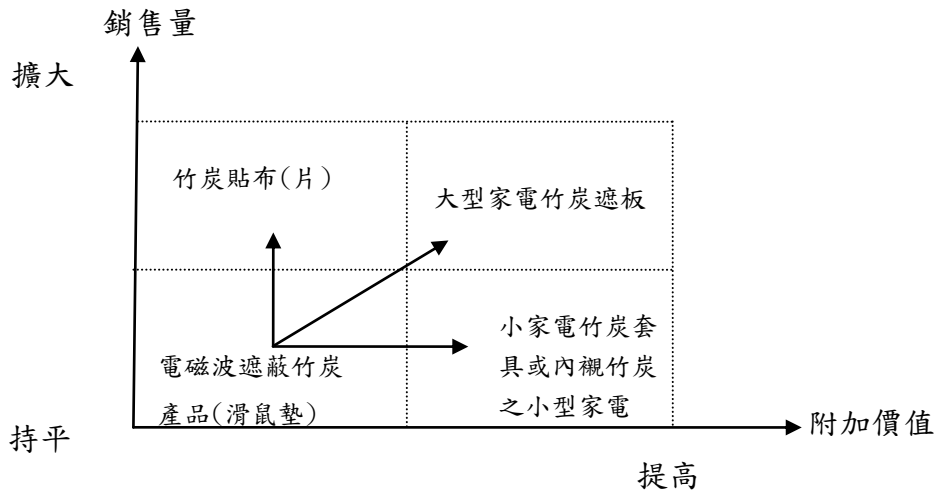 銷售量
擴大
竹炭貼布(片)
大型家電竹炭遮板
小家電竹炭套
具或內襯竹炭
之小型家電
電磁波遮蔽竹炭
產品(滑鼠墊)
持平
附加價值
提高